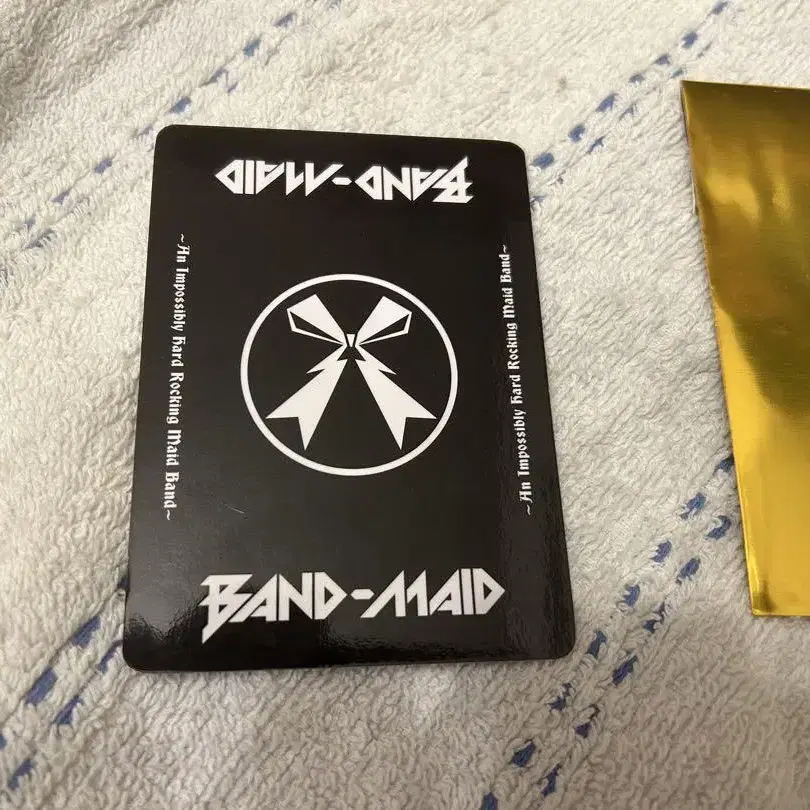 BAND-MAID
~An Impossibly Hard Rocking Maid Band~
~An Impossibly Hard Rocking Maid Band~
BAND-MAID